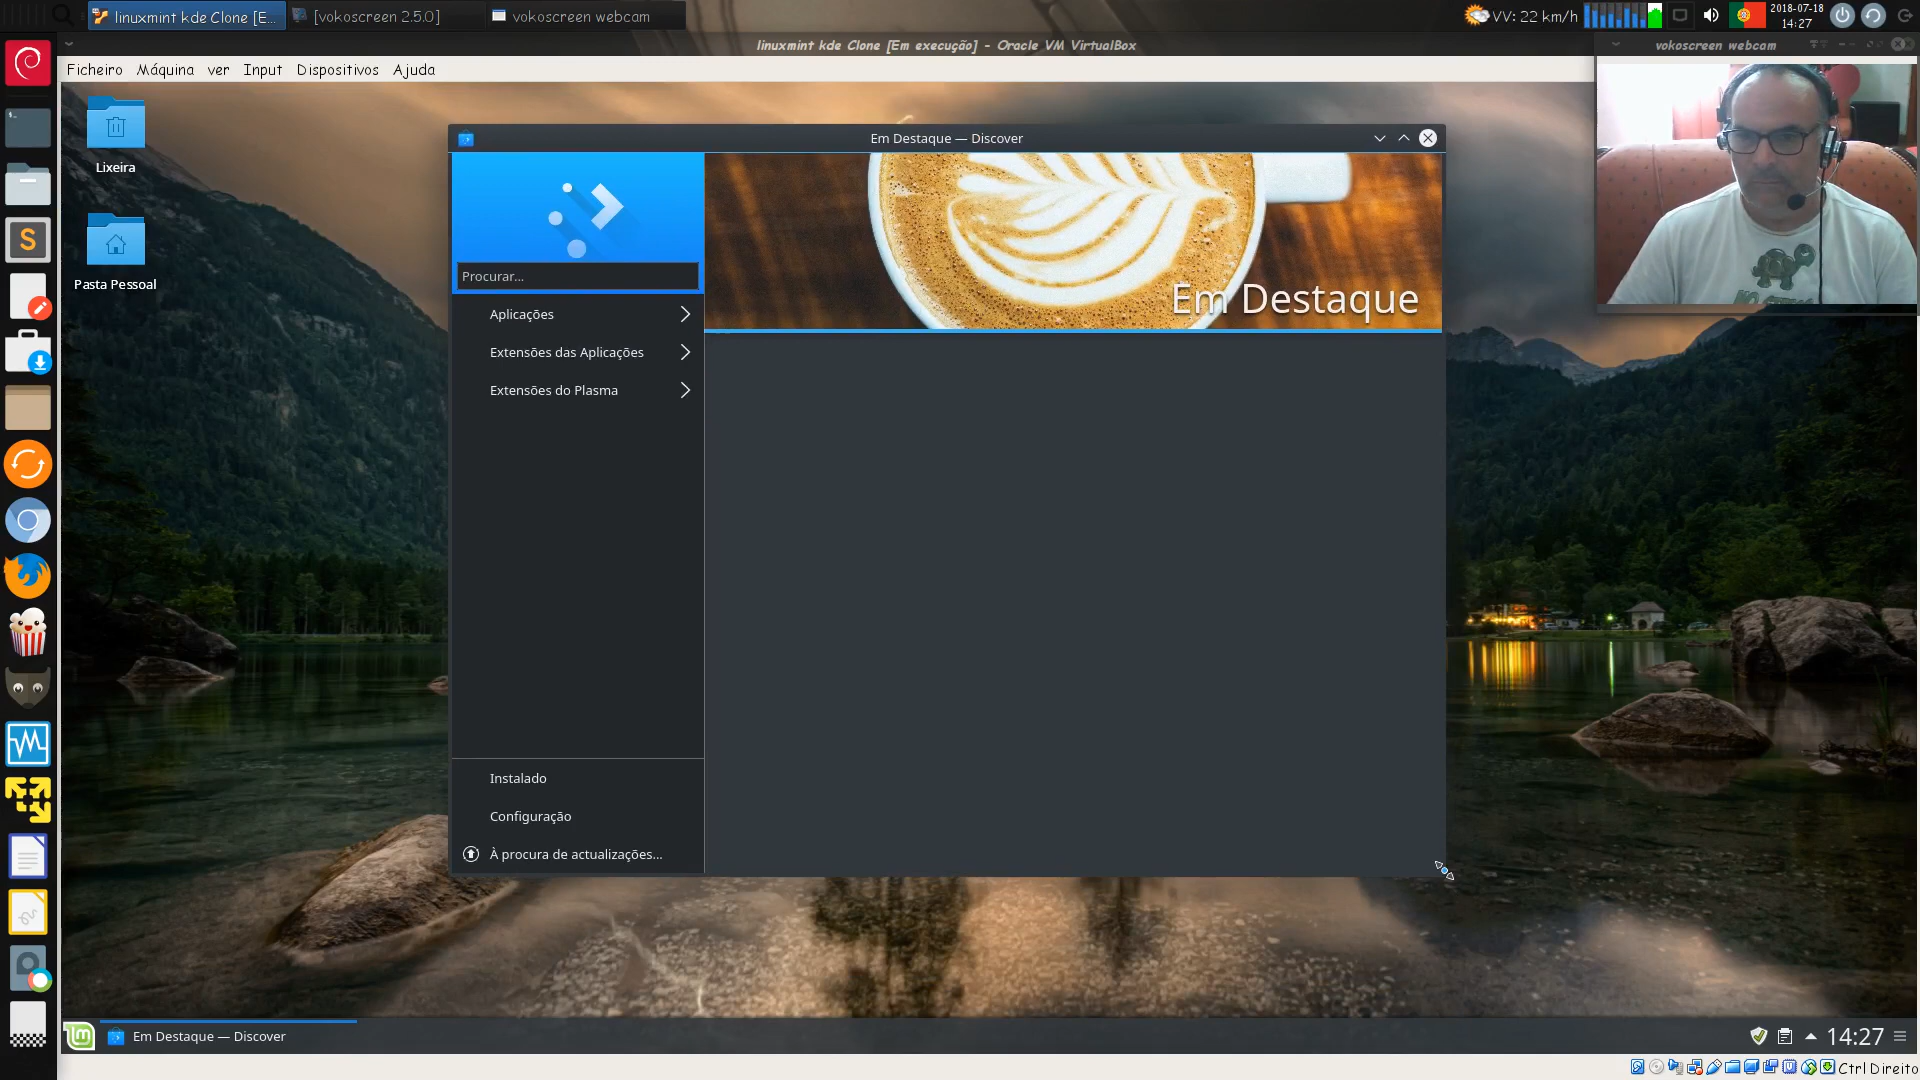 linuxmint kde Clone [E...
[vokoscreen 2.5.0]
vokoscreen webcam
VV: 22 km/h
2018-07-18
14:27
linuxmint kde Clone [Em execução] - Oracle VM VirtualBox
vokoscreen webcam
Ficheiro Máquina ver Input Dispositivos Ajuda
Lixeira
Pasta Pessoal
Em Destaque — Discover
Procurar...
Em Destaque
Aplicações
Extensões das Aplicações
Extensões do Plasma
Instalado
Configuração
À procura de actualizações...
Em Destaque — Discover
14:27
Ctrl Direito